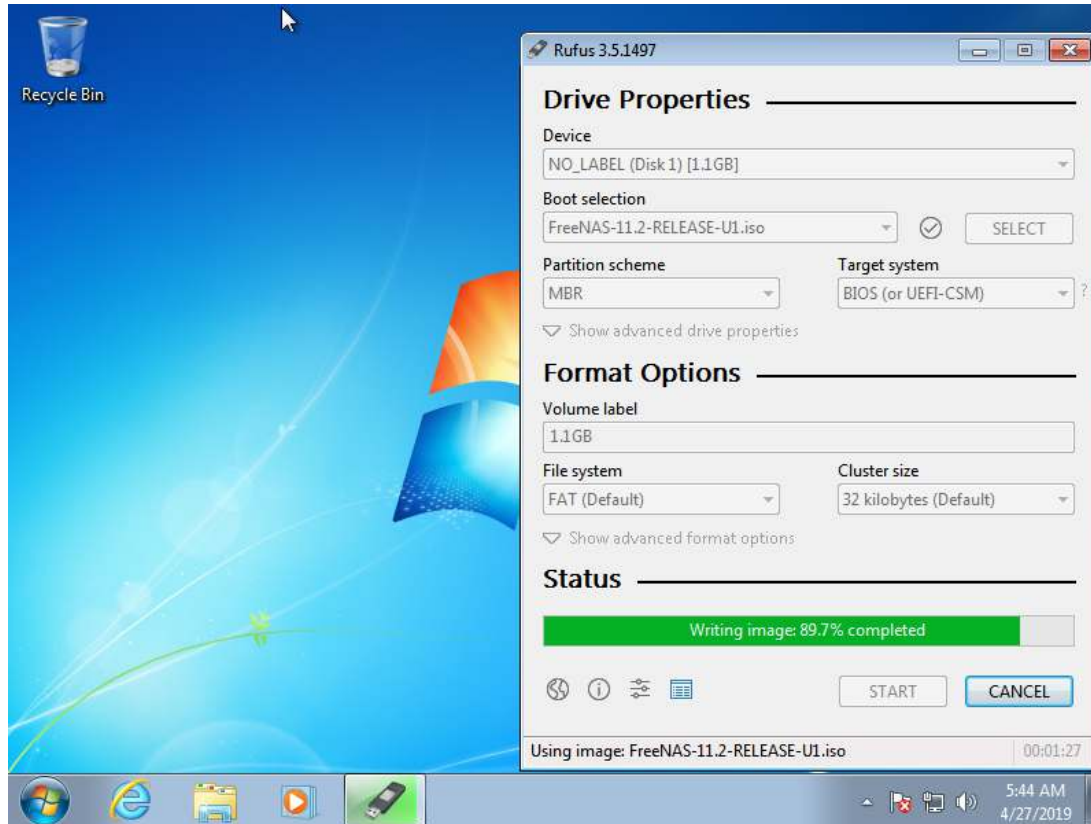 Recycle Bin
Rufus 3.5.1497
Drive Properties
Device
NO_LABEL (Disk 1) [1.1GB]
Boot selection
FreeNAS-11.2-RELEASE-U1.iso
SELECT
Partition scheme
Target system
MBR
BIOS (or UEFI-CSM)
?
Show advanced drive properties
Format Options
Volume label
1.1GB
File system
Cluster size
FAT (Default)
32 kilobytes (Default)
Show advanced format options
Status
Writing image: 89.7% completed
START
CANCEL
Using image: FreeNAS-11.2-RELEASE-U1.iso
00:01:27
5:44 AM
4/27/2019